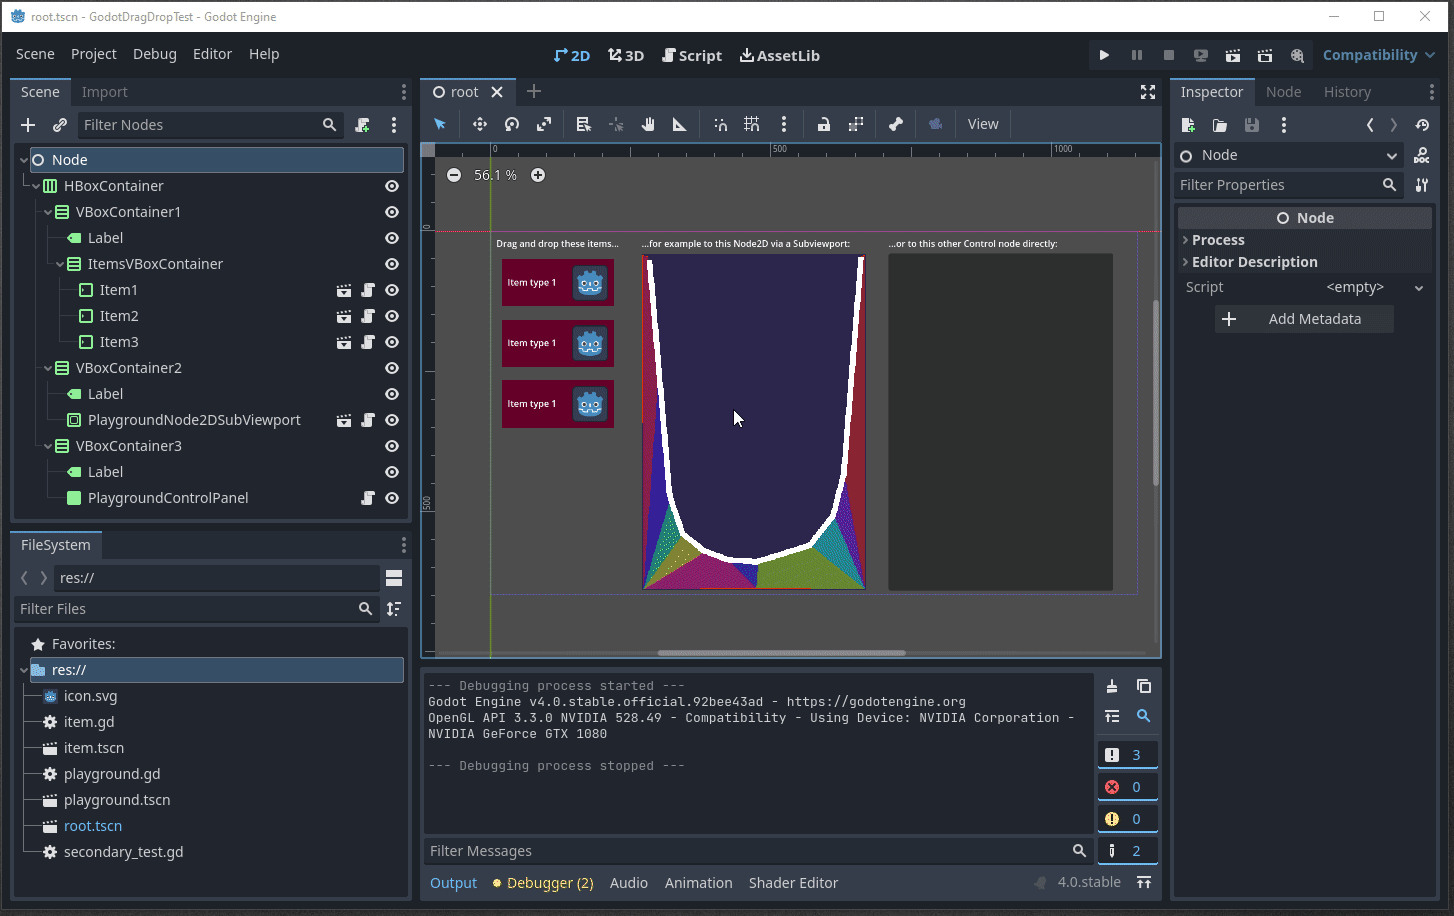 root.tscn - GodotDragDropTest - Godot Engine
Scene Project Debug Editor Help
2D 3D Script AssetLib
Compatibility
Scene Import
Filter Nodes
Node
HBoxContainer
VBoxContainer1
Label
ItemsVBoxContainer
Item1
Item2
Item3
VBoxContainer2
Label
PlaygroundNode2DSubViewport
VBoxContainer3
Label
PlaygroundControlPanel
FileSystem
res://
Filter Files
Favorites:
res://
icon.svg
item.gd
item.tscn
playground.gd
playground.tscn
root.tscn
secondary_test.gd
root
View
0 500 1000
56.1 %
0
500
Drag and drop these items...
...for example to this Node2D via a Subviewport:
...or to this other Control node directly:
Item type 1
Item type 1
Item type 1
--- Debugging process started ---
Godot Engine v4.0.stable.official.92bee43ad - https://godotengine.org
OpenGL API 3.3.0 NVIDIA 528.49 - Compatibility - Using Device: NVIDIA Corporation -
NVIDIA GeForce GTX 1080
--- Debugging process stopped ---
3
0
0
2
Filter Messages
Output Debugger (2) Audio Animation Shader Editor
4.0.stable
Inspector Node History
Node
DOC
Filter Properties
Node
Process
Editor Description
Script <empty>
Add Metadata